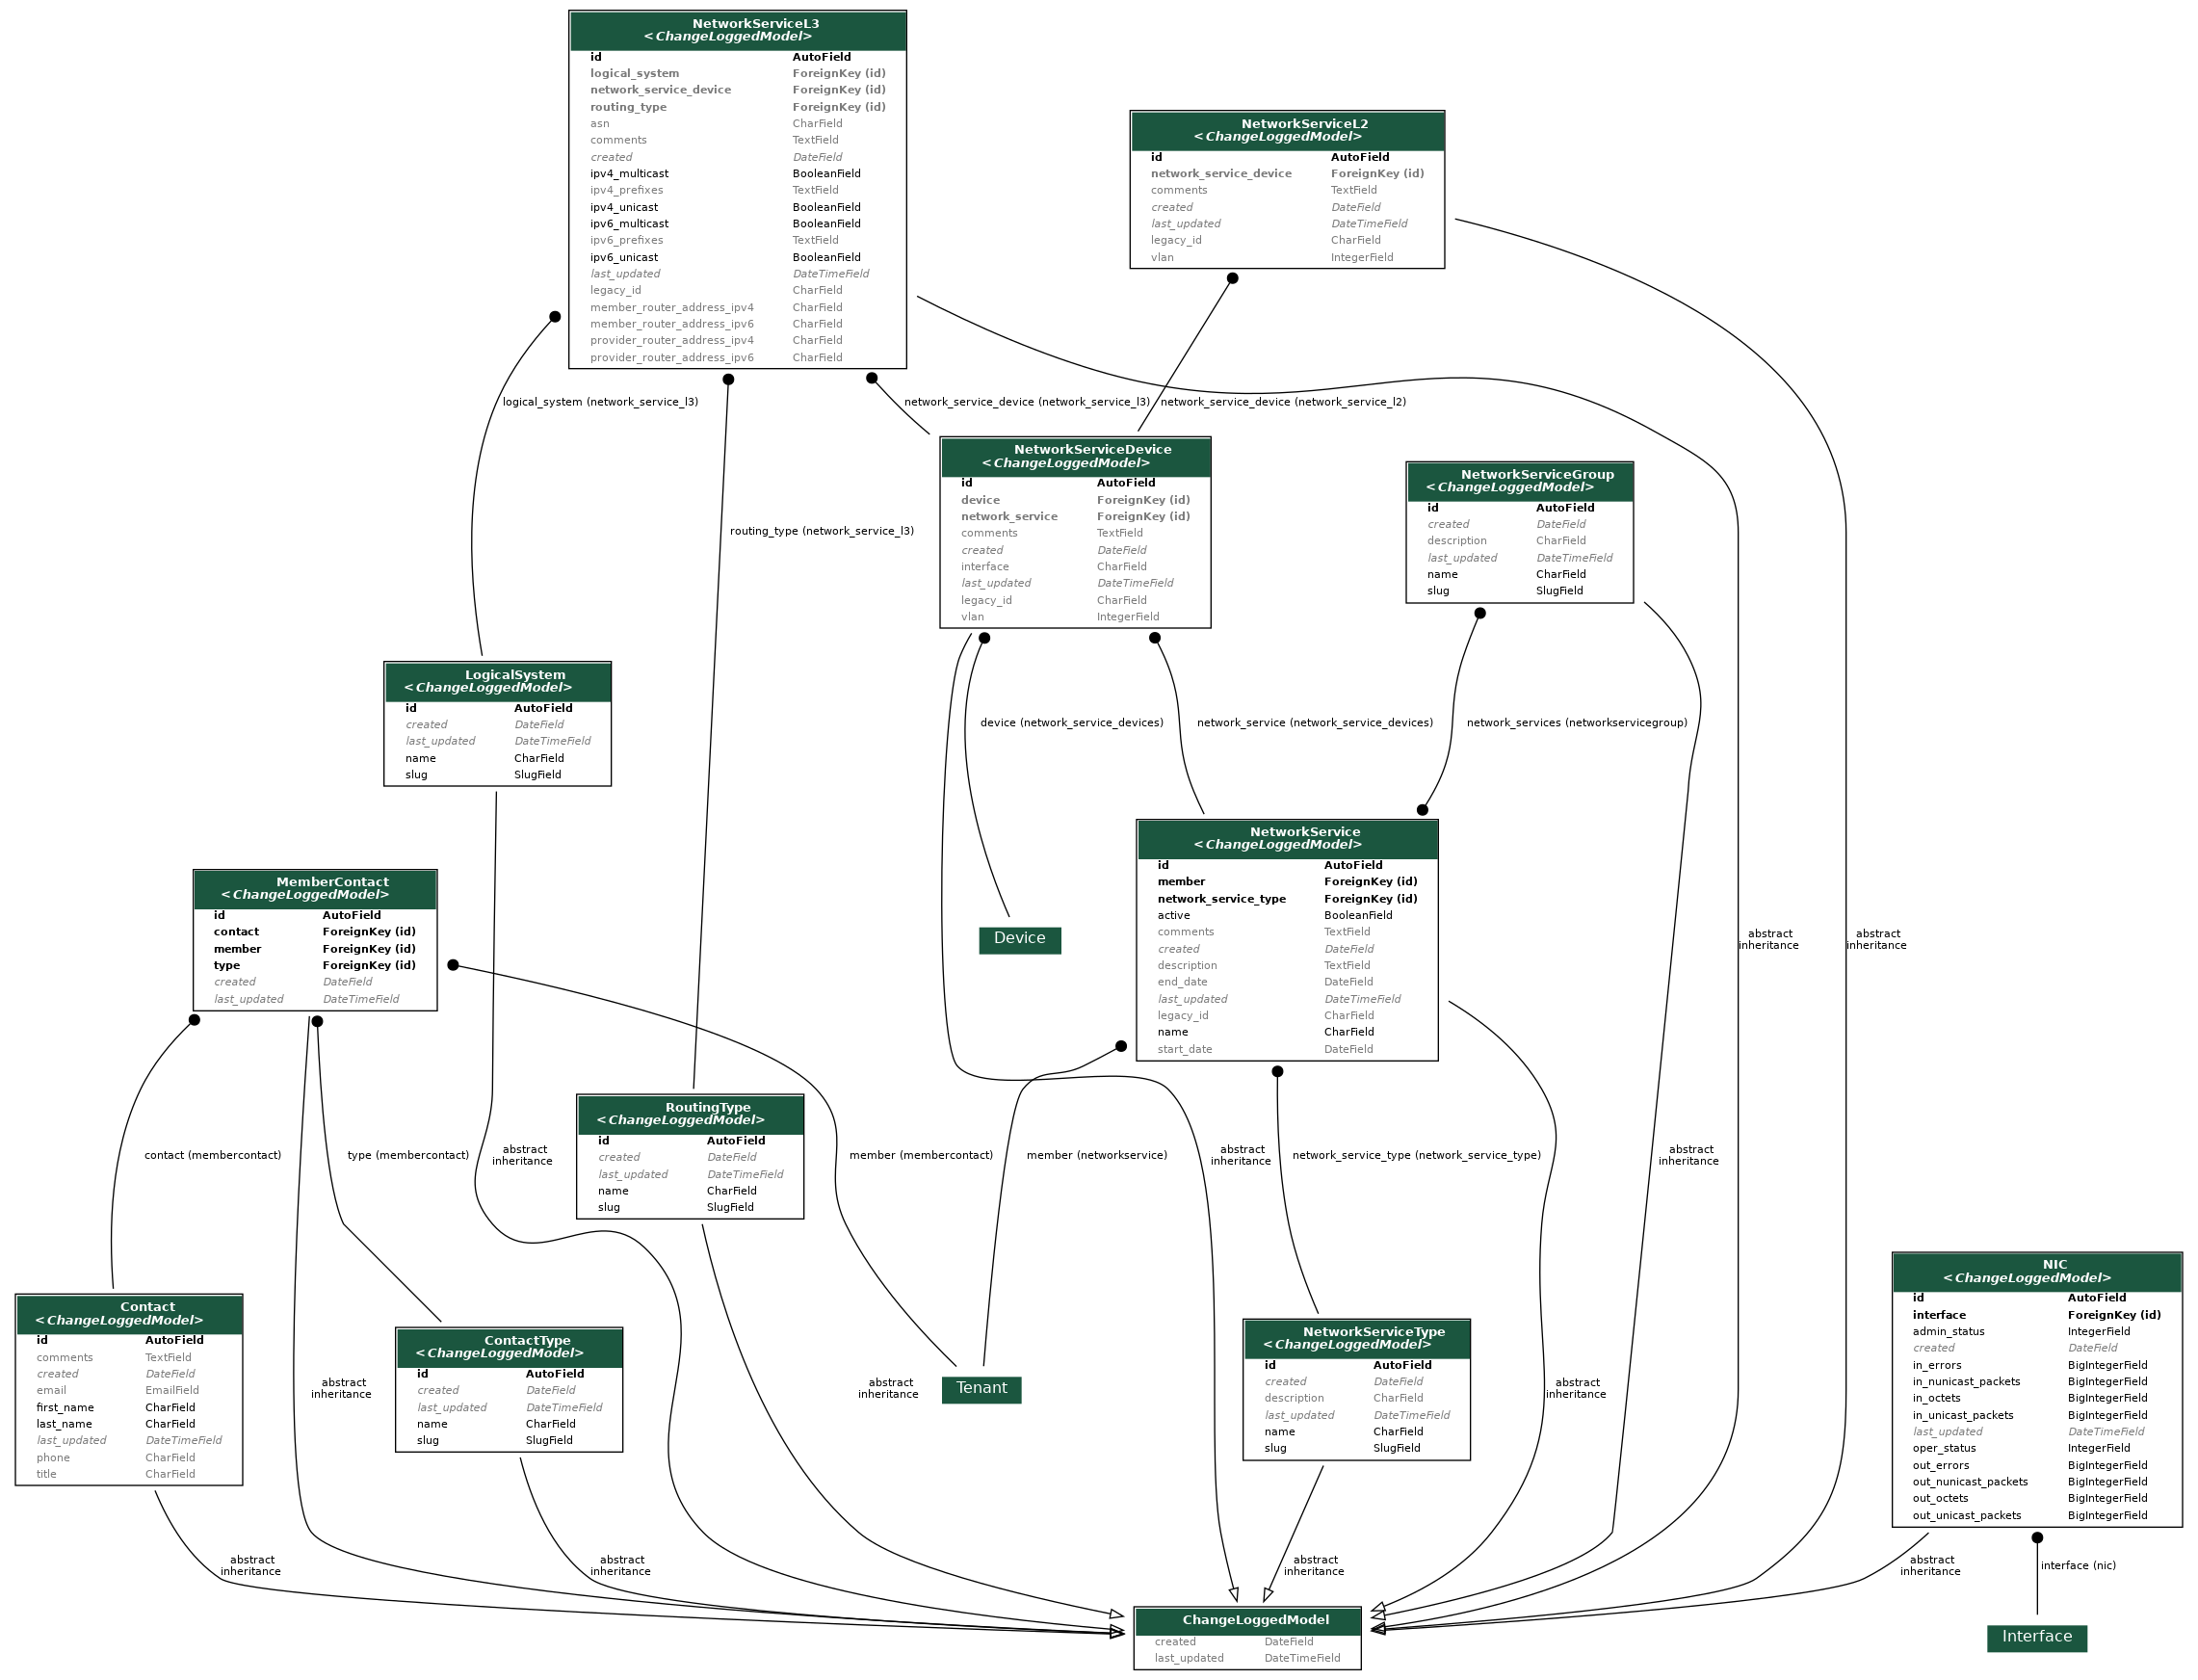 NetworkServiceL3
<ChangeLoggedModel>
id AutoField
logical_system ForeignKey (id)
network_service_device ForeignKey (id)
routing_type ForeignKey (id)
asn CharField
comments TextField
created DateField
ipv4_multicast BooleanField
ipv4_prefixes TextField
ipv4_unicast BooleanField
ipv6_multicast BooleanField
ipv6_prefixes TextField
ipv6_unicast BooleanField
last_updated DateTimeField
legacy_id CharField
member_router_address_ipv4 CharField
member_router_address_ipv6 CharField
provider_router_address_ipv4 CharField
provider_router_address_ipv6 CharField
NetworkServiceL2
<ChangeLoggedModel>
id AutoField
network_service_device ForeignKey (id)
comments TextField
created DateField
last_updated DateTimeField
legacy_id CharField
vlan IntegerField
logical_system (network_service_l3)
network_service_device (network_service_l3)
network_service_device (network_service_l2)
routing_type (network_service_l3)
NetworkServiceDevice
<ChangeLoggedModel>
id AutoField
device ForeignKey (id)
network_service ForeignKey (id)
comments TextField
created DateField
interface CharField
last_updated DateTimeField
legacy_id CharField
vlan IntegerField
NetworkServiceGroup
<ChangeLoggedModel>
id AutoField
created DateField
description CharField
last_updated DateTimeField
name CharField
slug SlugField
LogicalSystem
<ChangeLoggedModel>
id AutoField
created DateField
last_updated DateTimeField
name CharField
slug SlugField
device (network_service_devices)
network_service (network_service_devices)
network_services (networkservicegroup)
NetworkService
<ChangeLoggedModel>
id AutoField
member ForeignKey (id)
network_service_type ForeignKey (id)
active BooleanField
comments TextField
created DateField
description TextField
end_date DateField
last_updated DateTimeField
legacy_id CharField
name CharField
start_date DateField
MemberContact
<ChangeLoggedModel>
id AutoField
contact ForeignKey (id)
member ForeignKey (id)
type ForeignKey (id)
created DateField
last_updated DateTimeField
Device
abstract
inheritance
abstract
inheritance
RoutingType
<ChangeLoggedModel>
id AutoField
created DateField
last_updated DateTimeField
name CharField
slug SlugField
contact (membercontact)
type (membercontact)
abstract
inheritance
member (membercontact)
member (networkservice)
abstract
inheritance
network_service_type (network_service_type)
abstract
inheritance
Contact
<ChangeLoggedModel>
id AutoField
comments TextField
created DateField
email EmailField
first_name CharField
last_name CharField
last_updated DateTimeField
phone CharField
title CharField
abstract
inheritance
ContactType
<ChangeLoggedModel>
id AutoField
created DateField
last_updated DateTimeField
name CharField
slug SlugField
abstract
inheritance
Tenant
NetworkServiceType
<ChangeLoggedModel>
id AutoField
created DateField
description CharField
last_updated DateTimeField
name CharField
slug SlugField
abstract
inheritance
NIC
<ChangeLoggedModel>
id AutoField
interface ForeignKey (id)
admin_status IntegerField
created DateField
in_errors BigIntegerField
in_nunicast_packets BigIntegerField
in_octets BigIntegerField
in_unicast_packets BigIntegerField
last_updated DateTimeField
oper_status IntegerField
out_errors BigIntegerField
out_nunicast_packets BigIntegerField
out_octets BigIntegerField
out_unicast_packets BigIntegerField
abstract
inheritance
abstract
inheritance
abstract
inheritance
abstract
inheritance
interface (nic)
ChangeLoggedModel
created DateField
last_updated DateTimeField
Interface